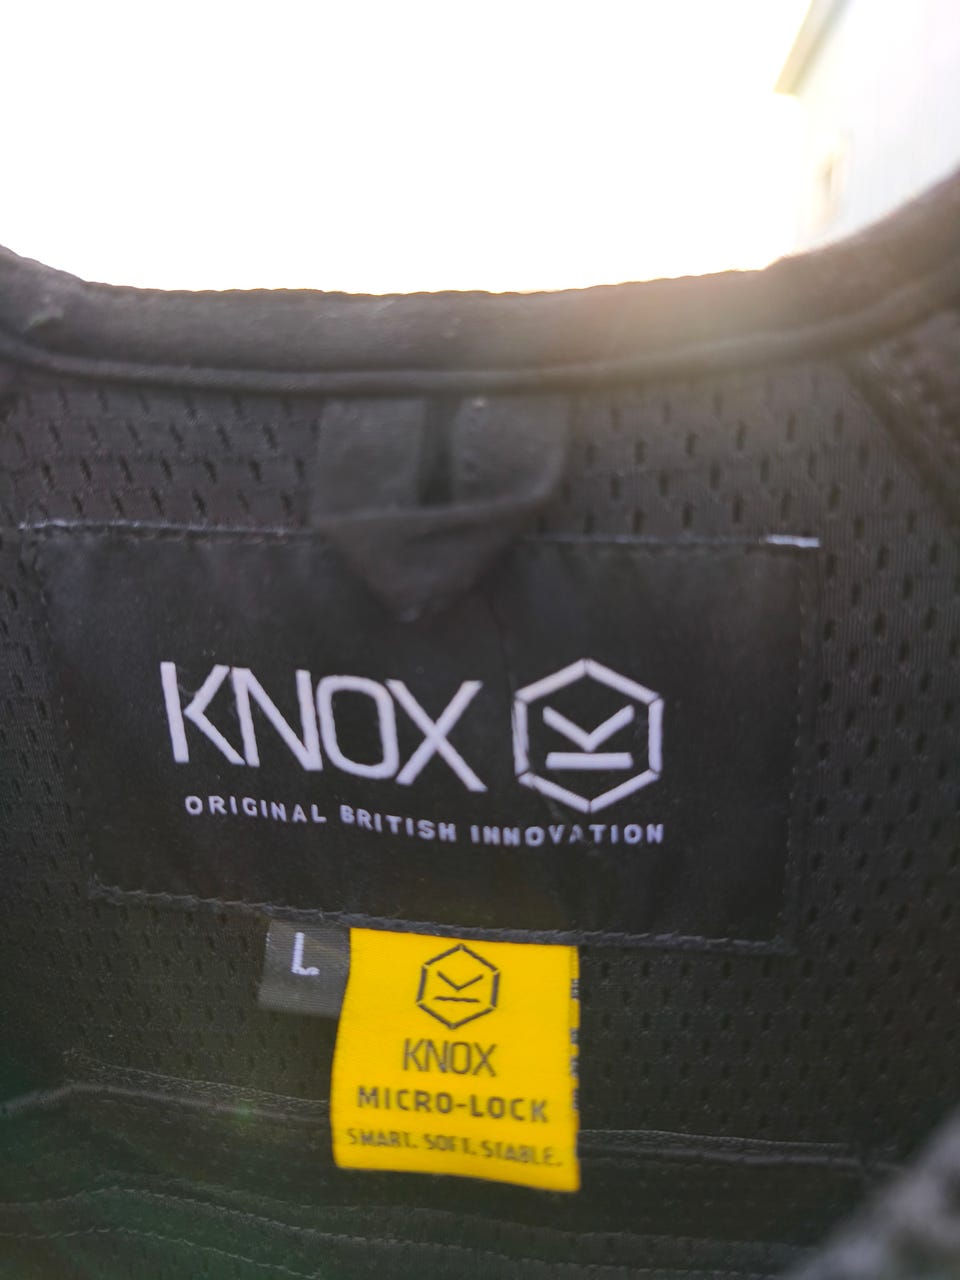 KNOX
ORIGINAL BRITISH INNOVATION
L
KNOX
MICRO-LOCK
SMART. SOFT. STABLE.